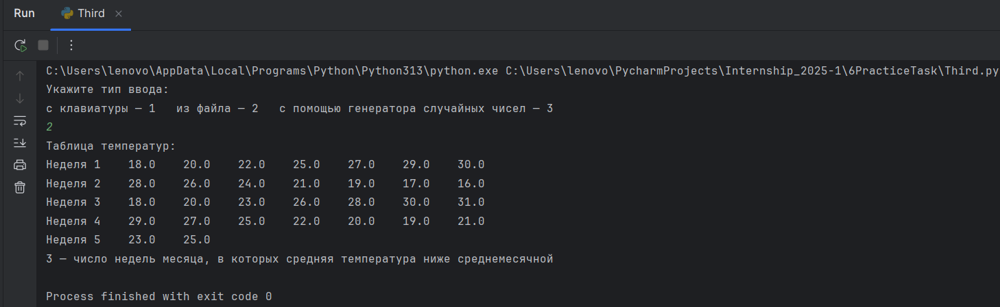 Run Third
C:\Users\lenovo\AppData\Local\Programs\Python\Python313\python.exe C:\Users\lenovo\PycharmProjects\Internship_2025-1\6PracticeTask\Third.py
Укажите тип ввода:
с клавиатуры — 1   из файла — 2   с помощью генератора случайных чисел — 3
2
Таблица температур:
Неделя 1    18.0    20.0    22.0    25.0    27.0    29.0    30.0
Неделя 2    28.0    26.0    24.0    21.0    19.0    17.0    16.0
Неделя 3    18.0    20.0    23.0    26.0    28.0    30.0    31.0
Неделя 4    29.0    27.0    25.0    22.0    20.0    19.0    21.0
Неделя 5    23.0    25.0
3 — число недель месяца, в которых средняя температура ниже среднемесячной
Process finished with exit code 0